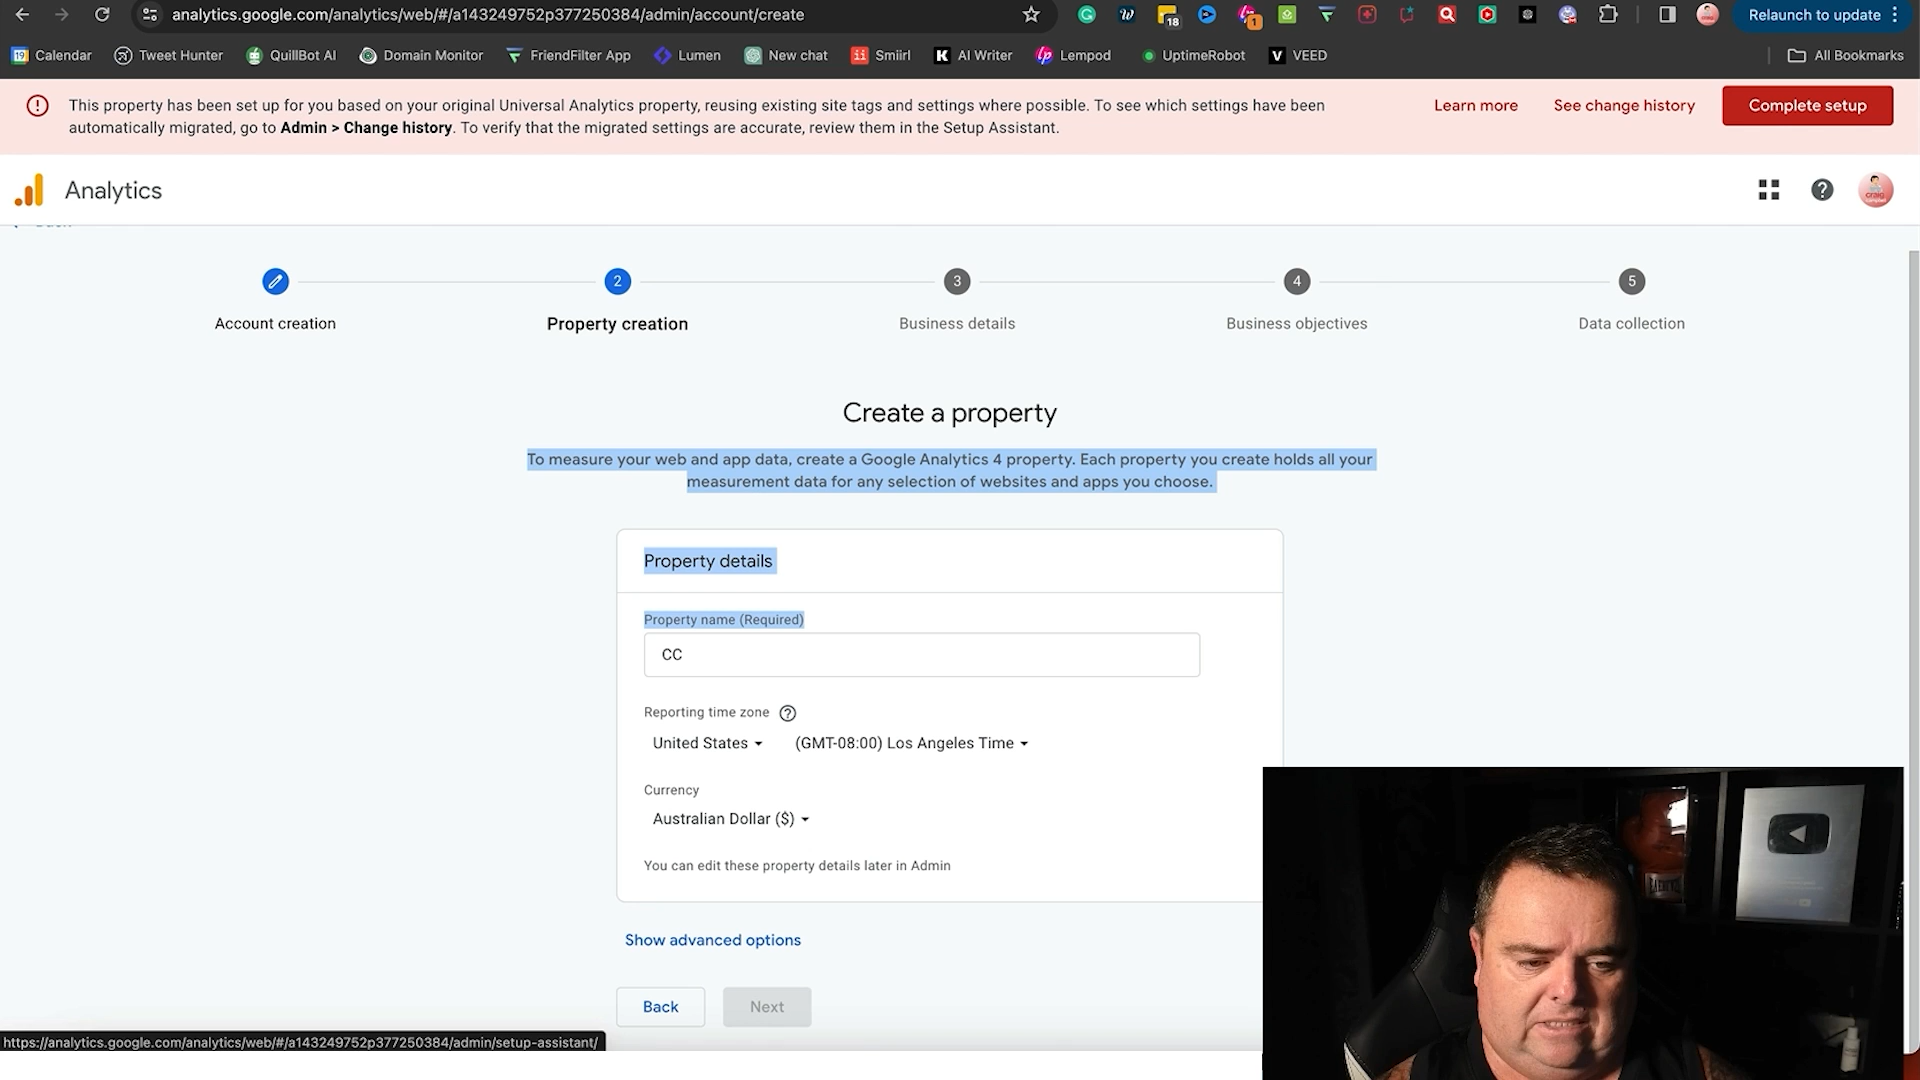 analytics.google.com/analytics/web/#/a143249752p377250384/admin/account/create
18
1
Relaunch to update
19 Calendar
Tweet Hunter
QuillBot AI
Domain Monitor
FriendFilter App
Lumen
New chat
Smiirl
AI Writer
Lempod
UptimeRobot
VEED
All Bookmarks
This property has been set up for you based on your original Universal Analytics property, reusing existing site tags and settings where possible. To see which settings have been
automatically migrated, go to Admin > Change history. To verify that the migrated settings are accurate, review them in the Setup Assistant.
Learn more
See change history
Complete setup
Analytics
2
3
4
5
Account creation
Property creation
Business details
Business objectives
Data collection
Create a property
To measure your web and app data, create a Google Analytics 4 property. Each property you create holds all your
measurement data for any selection of websites and apps you choose.
Property details
Property name (Required)
CC
Reporting time zone
United States
(GMT-08:00) Los Angeles Time
Currency
Australian Dollar ($)
You can edit these property details later in Admin
Show advanced options
Back
Next
https://analytics.google.com/analytics/web/#/a143249752p377250384/admin/setup-assistant/